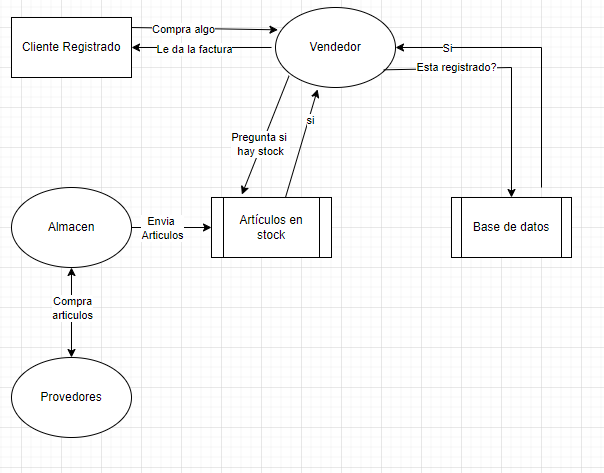 Compra algo
Cliente Registrado
Vendedor
Le da la factura
Si
Esta registrado?
si
Pregunta si
hay stock
Almacen
Envia
Articulos
Artículos en
stock
Base de datos
Compra
articulos
Provedores